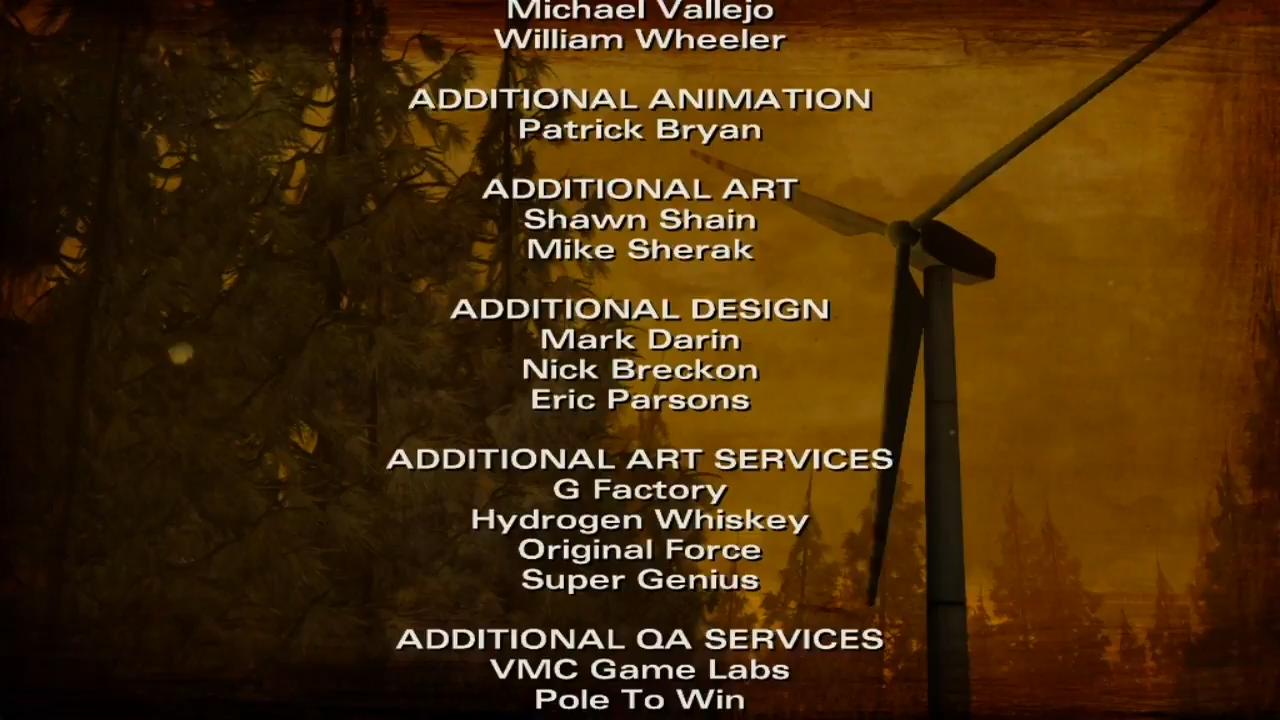 Michael Vallejo
William Wheeler
ADDITIONAL ANIMATION
Patrick Bryan
ADDITIONAL ART
Shawn Shain
Mike Sherak
ADDITIONAL DESIGN
Mark Darin
Nick Breckon
Eric Parsons
ADDITIONAL ART SERVICES
G Factory
Hydrogen Whiskey
Original Force
Super Genius
ADDITIONAL QA SERVICES
VMC Game Labs
Pole To Win